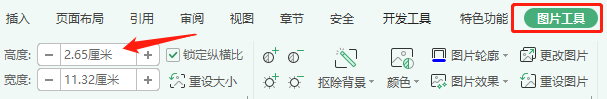 插入 页面布局 引用 审阅 视图 章节 安全 开发工具 特色功能 图片工具
高度: - 2.65厘米 + 锁定纵横比 图片轮廓 更改图片
宽度: - 11.32厘米 + 重设大小 抠除背景 颜色 图片效果 重设图片